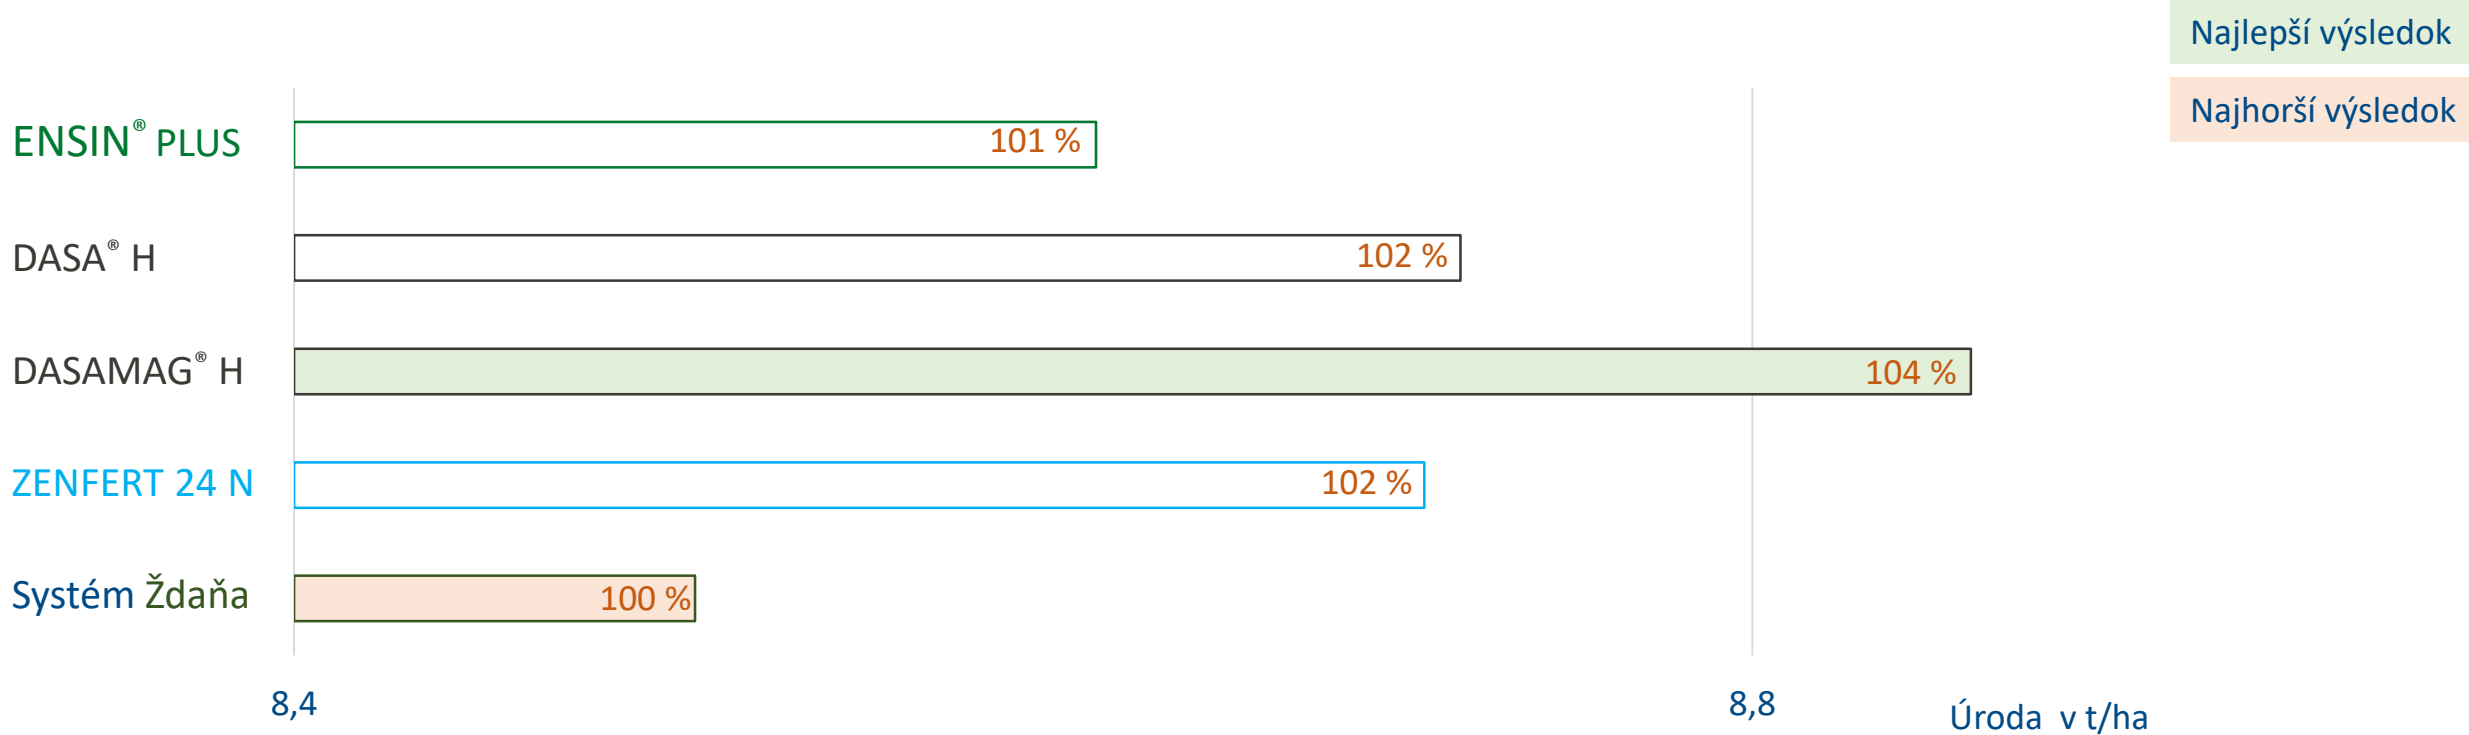 Najlepší výsledok
Najhorší výsledok
ENSIN® PLUS
101 %
DASA® H
102 %
DASAMAG® H
104 %
ZENFERT 24 N
102 %
Systém Ždaňa
100 %
8,4
8,8
Úroda v t/ha